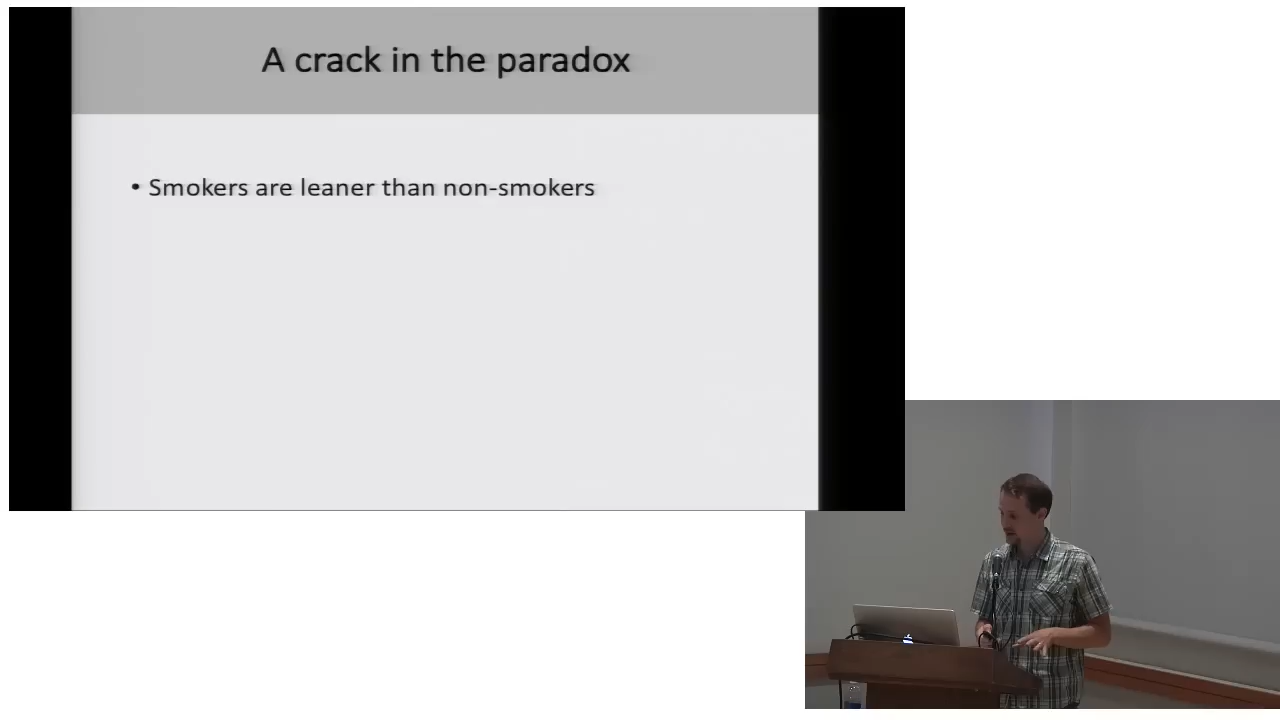 A crack in the paradox
• Smokers are leaner than non-smokers